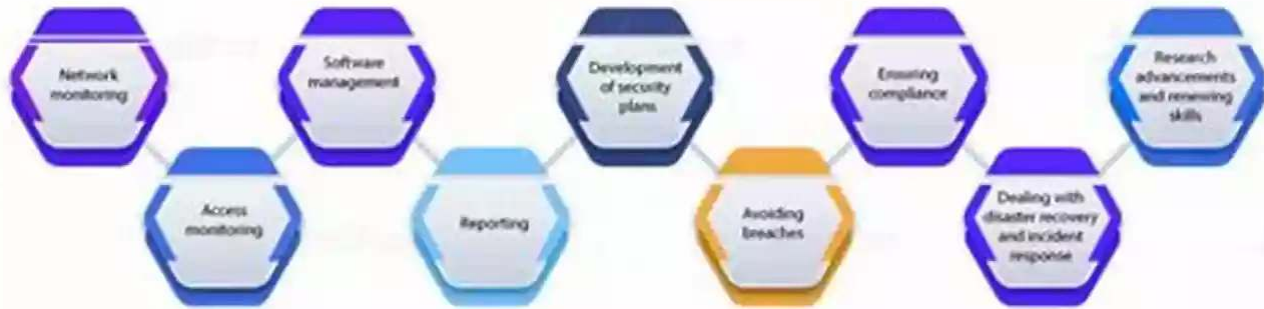 Network
monitoring
Access
monitoring
Software
management
Reporting
Development
of security
plans
Avoiding
breaches
Ensuring
compliance
Dealing with
disaster recovery
and incident
response
Research
advancements
and renewing
skills